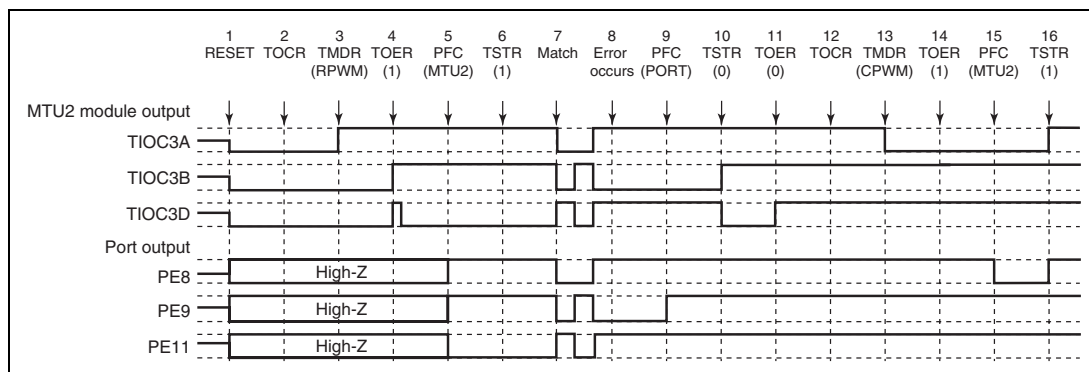 1 2 3 4 5 6 7 8 9 10 11 12 13 14 15 16
RESET TOCR TMDR TOER PFC TSTR Match Error PFC TSTR TOER TOCR TMDR TOER PFC TSTR
(RPWM) (1) (MTU2) (1) occurs (PORT) (0) (0) (CPWM) (1) (MTU2) (1)
MTU2 module output
TIOC3A
TIOC3B
TIOC3D
Port output
PE8 High-Z
PE9 High-Z
PE11 High-Z